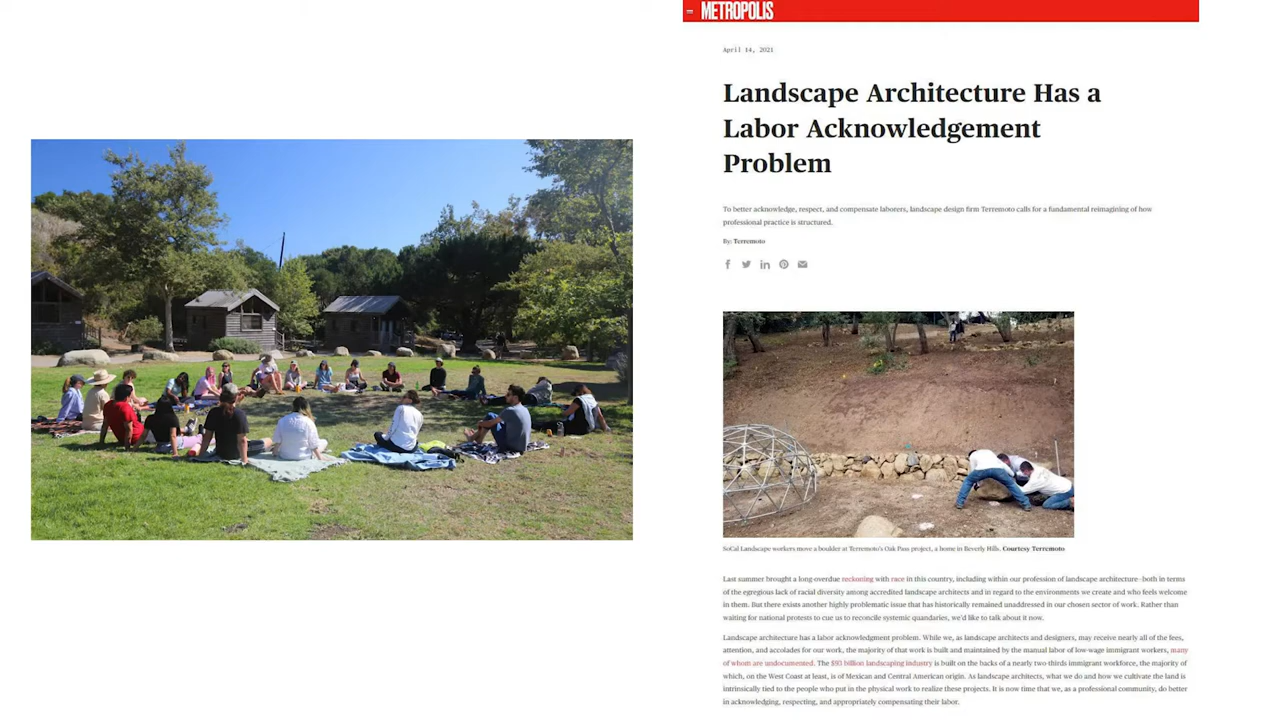 METROPOLIS
April 14, 2021
Landscape Architecture Has a
Labor Acknowledgement
Problem
To better acknowledge, respect, and compensate laborers, landscape design firm Terremoto calls for a fundamental reimagining of how
professional practice is structured.
By: Terremoto
SoCal Landscape workers move a boulder at Terremoto's Oak Pass project, a home in Beverly Hills. Courtesy Terremoto
Last summer brought a long-overdue reckoning with race in this country, including within our profession of landscape architecture–both in terms
of the egregious lack of racial diversity among accredited landscape architects and in regard to the environments we create and who feels welcome
in them. But there exists another highly problematic issue that has historically remained unaddressed in our chosen sector of work. Rather than
waiting for national protests to cue us to reconcile systemic quandaries, we'd like to talk about it now.
Landscape architecture has a labor acknowledgment problem. While we, as landscape architects and designers, may receive nearly all of the fees,
attention, and accolades for our work, the majority of that work is built and maintained by the manual labor of low-wage immigrant workers, many
of whom are undocumented. The $93 billion landscaping industry is built on the backs of a nearly two-thirds immigrant workforce, the majority of
which, on the West Coast at least, is of Mexican and Central American origin. As landscape architects, what we do and how we cultivate the land is
intrinsically tied to the people who put in the physical work to realize these projects. It is now time that we, as a professional community, do better
in acknowledging, respecting, and appropriately compensating their labor.